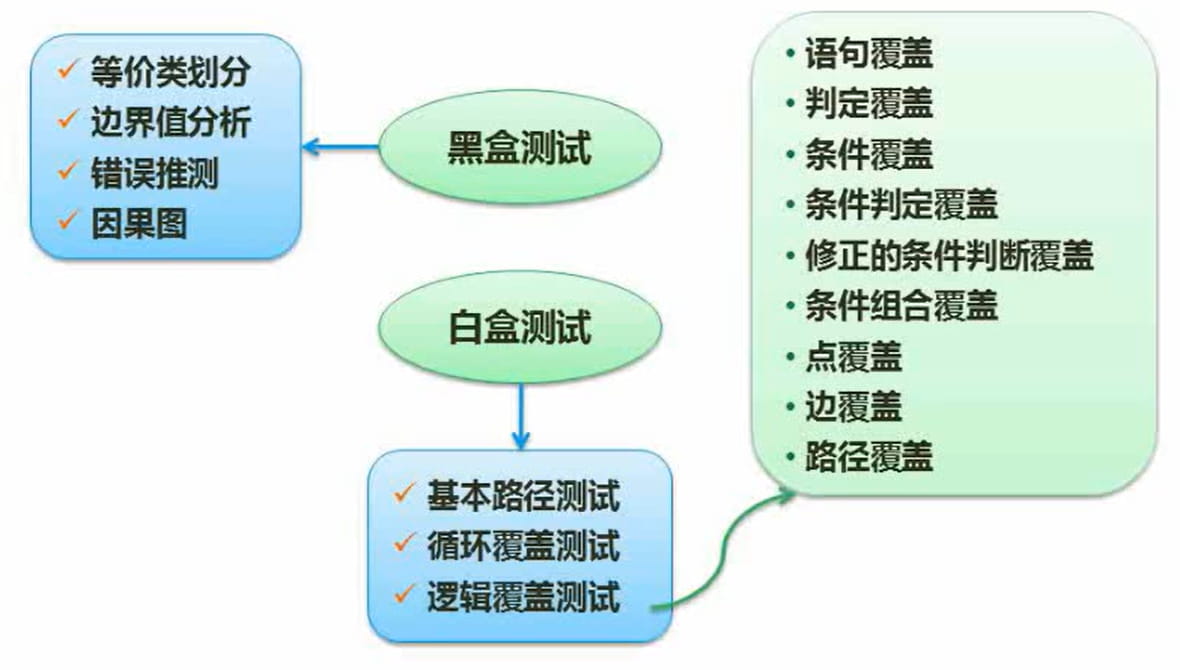 等价类划分
边界值分析
错误推测
因果图
黑盒测试
白盒测试
基本路径测试
循环覆盖测试
逻辑覆盖测试
语句覆盖
判定覆盖
条件覆盖
条件判定覆盖
修正的条件判断覆盖
条件组合覆盖
点覆盖
边覆盖
路径覆盖